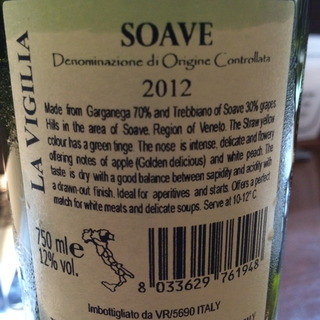 SOAVE
Denominazione di Origine Controllata
2012
Made from Garganega 70% and Trebbiano of Soave 30% grapes
Hills in the area of Soave. Region of Veneto. The Straw yellow
colour has a green tinge. The nose is intense, delicate and flowery
offering notes of apple (Golden delicious) and white peach. The
taste is dry with a good balance between sapidity and acidity with
a drawn-out finish. Ideal for aperitives and starts. Offers a perfect
match for white meats and delicate soups. Serve at 10-12° C.
LA VIGILIA
750 ml e
12% vol.
8 033629 761948
Imbottigliato da VR/5690 ITALY